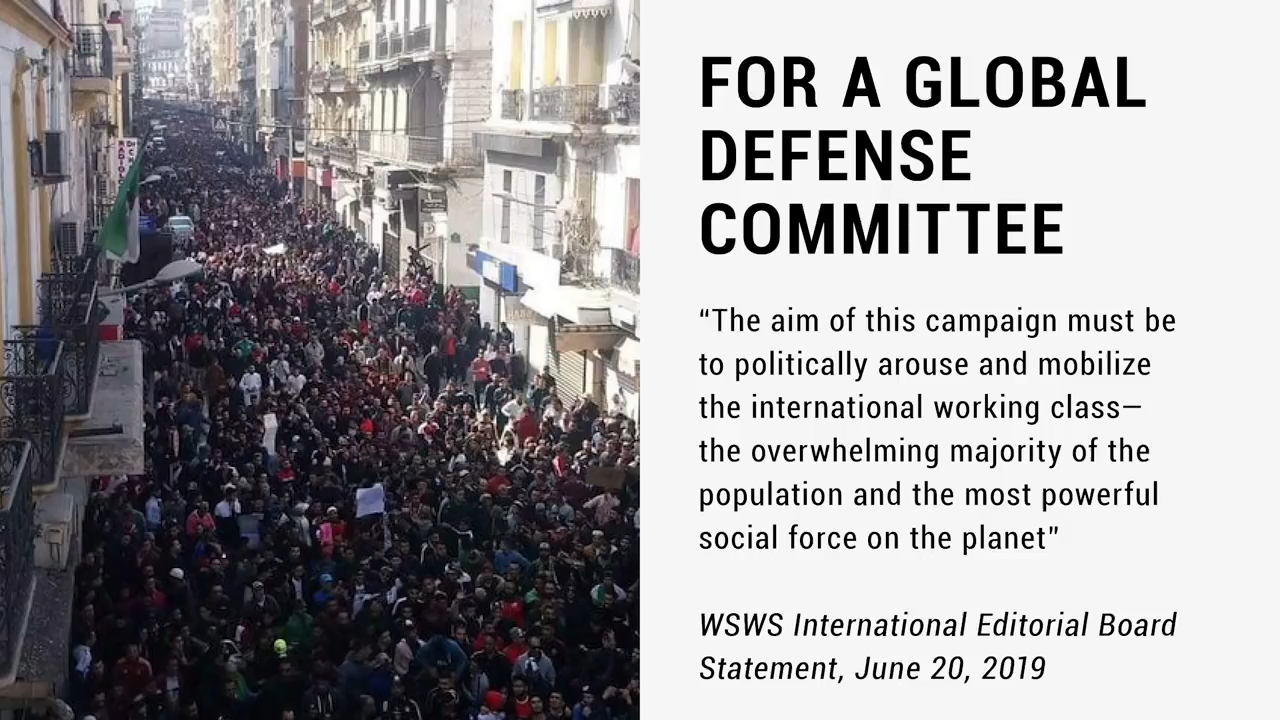 FOR A GLOBAL
DEFENSE
COMMITTEE
“The aim of this campaign must be
to politically arouse and mobilize
the international working class—
the overwhelming majority of the
population and the most powerful
social force on the planet”
WSWS International Editorial Board
Statement, June 20, 2019